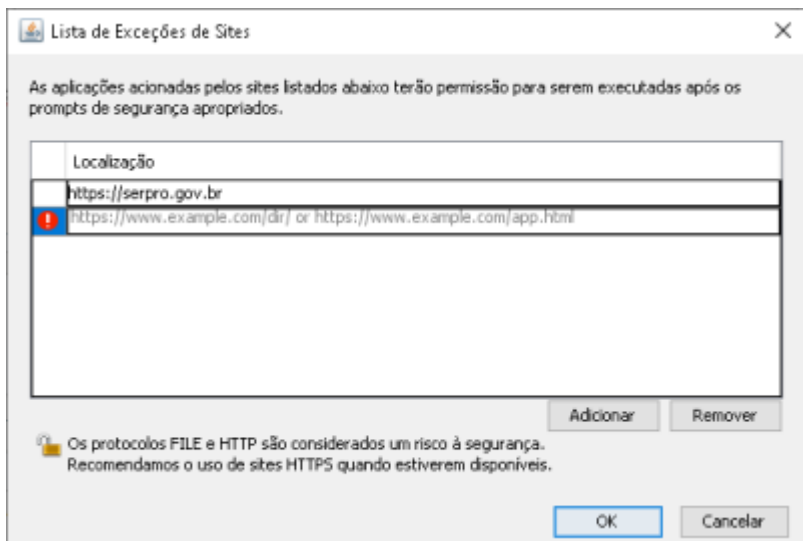 Lista de Exceções de Sites
As aplicações acionadas pelos sites listados abaixo terão permissão para serem executadas após os
prompts de segurança apropriados.
Localização
https://serpro.gov.br
https://www.example.com/dir/ or https://www.example.com/app.html
Adicionar Remover
Os protocolos FILE e HTTP são considerados um risco à segurança.
Recomendamos o uso de sites HTTPS quando estiverem disponíveis.
OK Cancelar